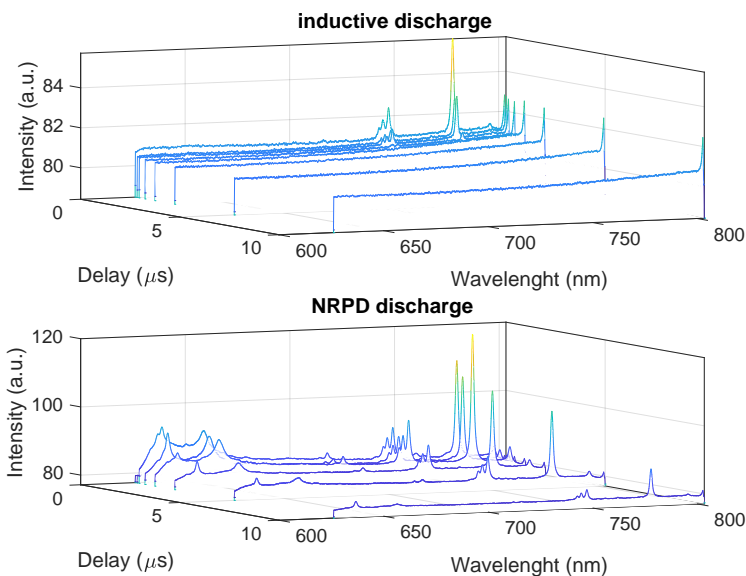 inductive discharge
Intensity (a.u.)
84
82
80
0
5
10
600
650
700
750
800
Delay (μs)
Wavelenght (nm)
NRPD discharge
Intensity (a.u.)
120
100
80
0
5
10
600
650
700
750
800
Delay (μs)
Wavelenght (nm)